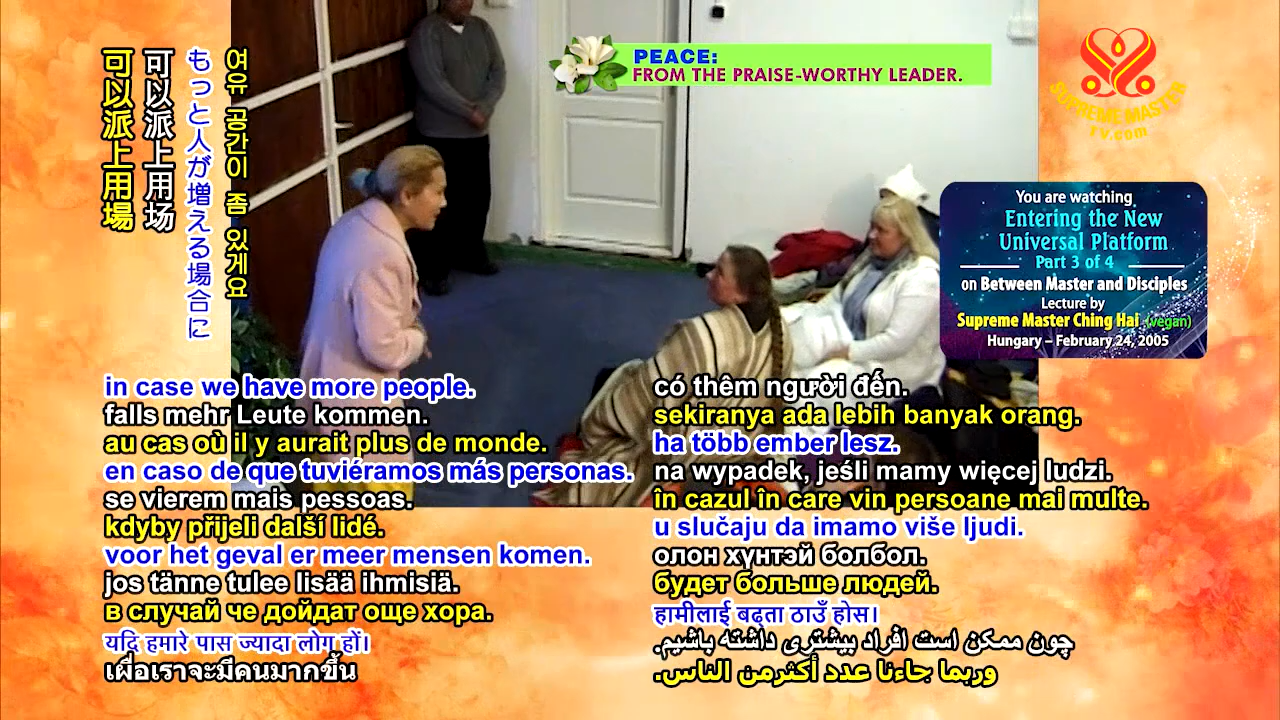 PEACE:
FROM THE PRAISE-WORTHY LEADER.
SUPREME MASTER
TV.com
You are watching
Entering the New
Universal Platform
Part 3 of 4
on Between Master and Disciples
Lecture by
Supreme Master Ching Hai (vegan)
Hungary – February 24, 2005
여유 공간이 좀 있게요
もっと人が増える場合に
可以派上用场
可以派上用場
in case we have more people.
falls mehr Leute kommen.
au cas où il y aurait plus de monde.
en caso de que tuviéramos más personas.
se vierem mais pessoas.
kdyby přijeli další lidé.
voor het geval er meer mensen komen.
jos tänne tulee lisää ihmisiä.
в случай че дойдат още хора.
यदि हमारे पास ज्यादा लोग हों।
เผื่อเราจะมีคนมากขึ้น
có thêm người đến.
sekiranya ada lebih banyak orang.
ha több ember lesz.
na wypadek, jeśli mamy więcej ludzi.
în cazul în care vin persoane mai multe.
u slučaju da imamo više ljudi.
олон хүнтэй болбол.
будет больше людей.
हामीलाई बढ्ता ठाउँ होस।
چون ممکن است افراد بیشتری داشته باشیم.
وربما جاءنا عدد أكثرمن الناس.